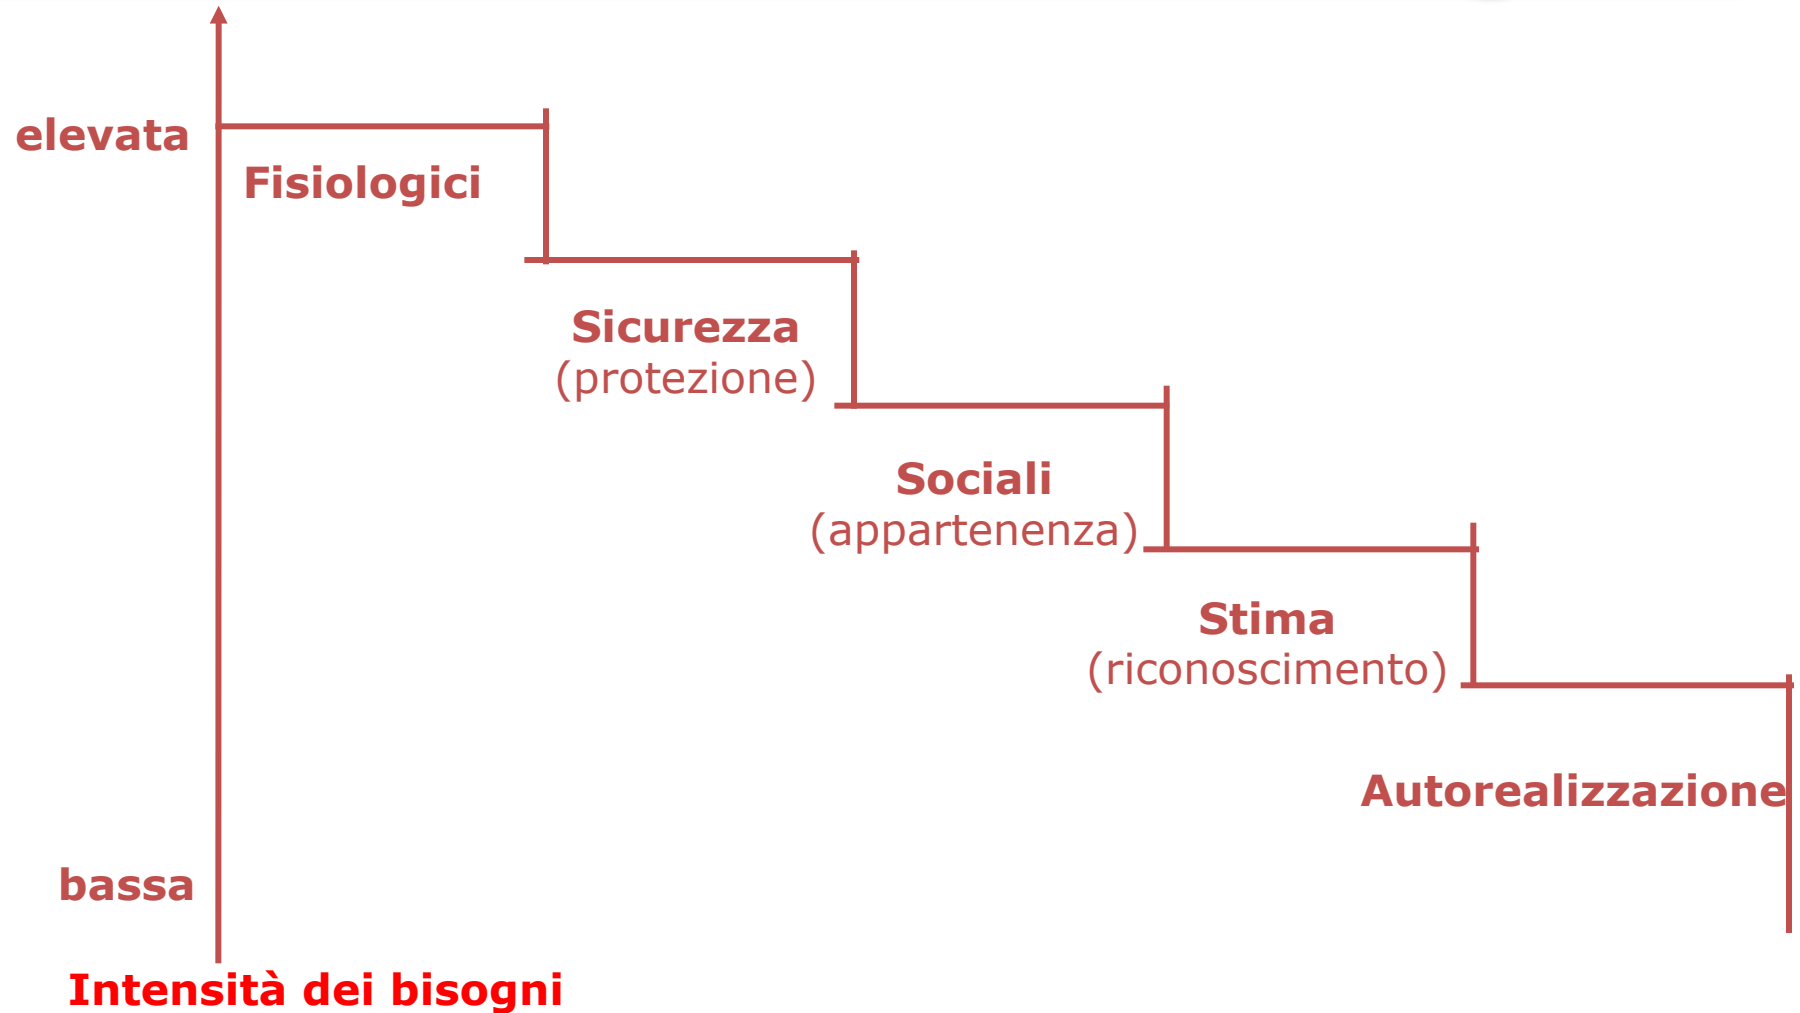 elevata
Fisiologici
Sicurezza
(protezione)
Sociali
(appartenenza)
Stima
(riconoscimento)
Autorealizzazione
bassa
Intensità dei bisogni